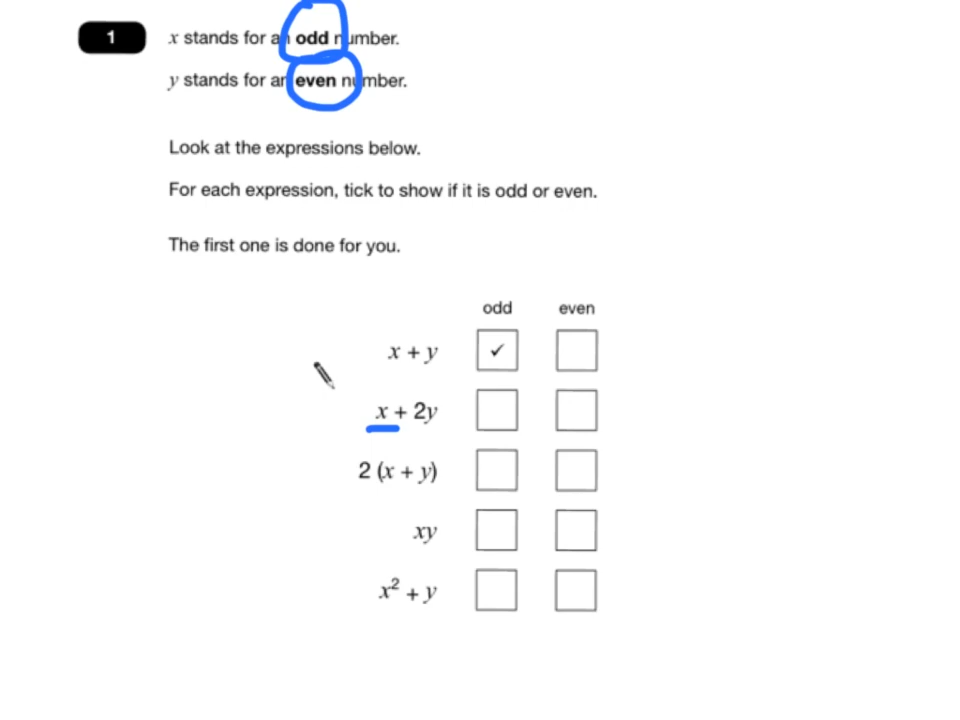 1 x stands for an odd number.
y stands for an even number.
Look at the expressions below.
For each expression, tick to show if it is odd or even.
The first one is done for you.
odd even
x + y ✓
x + 2y
2 (x + y)
xy
x² + y